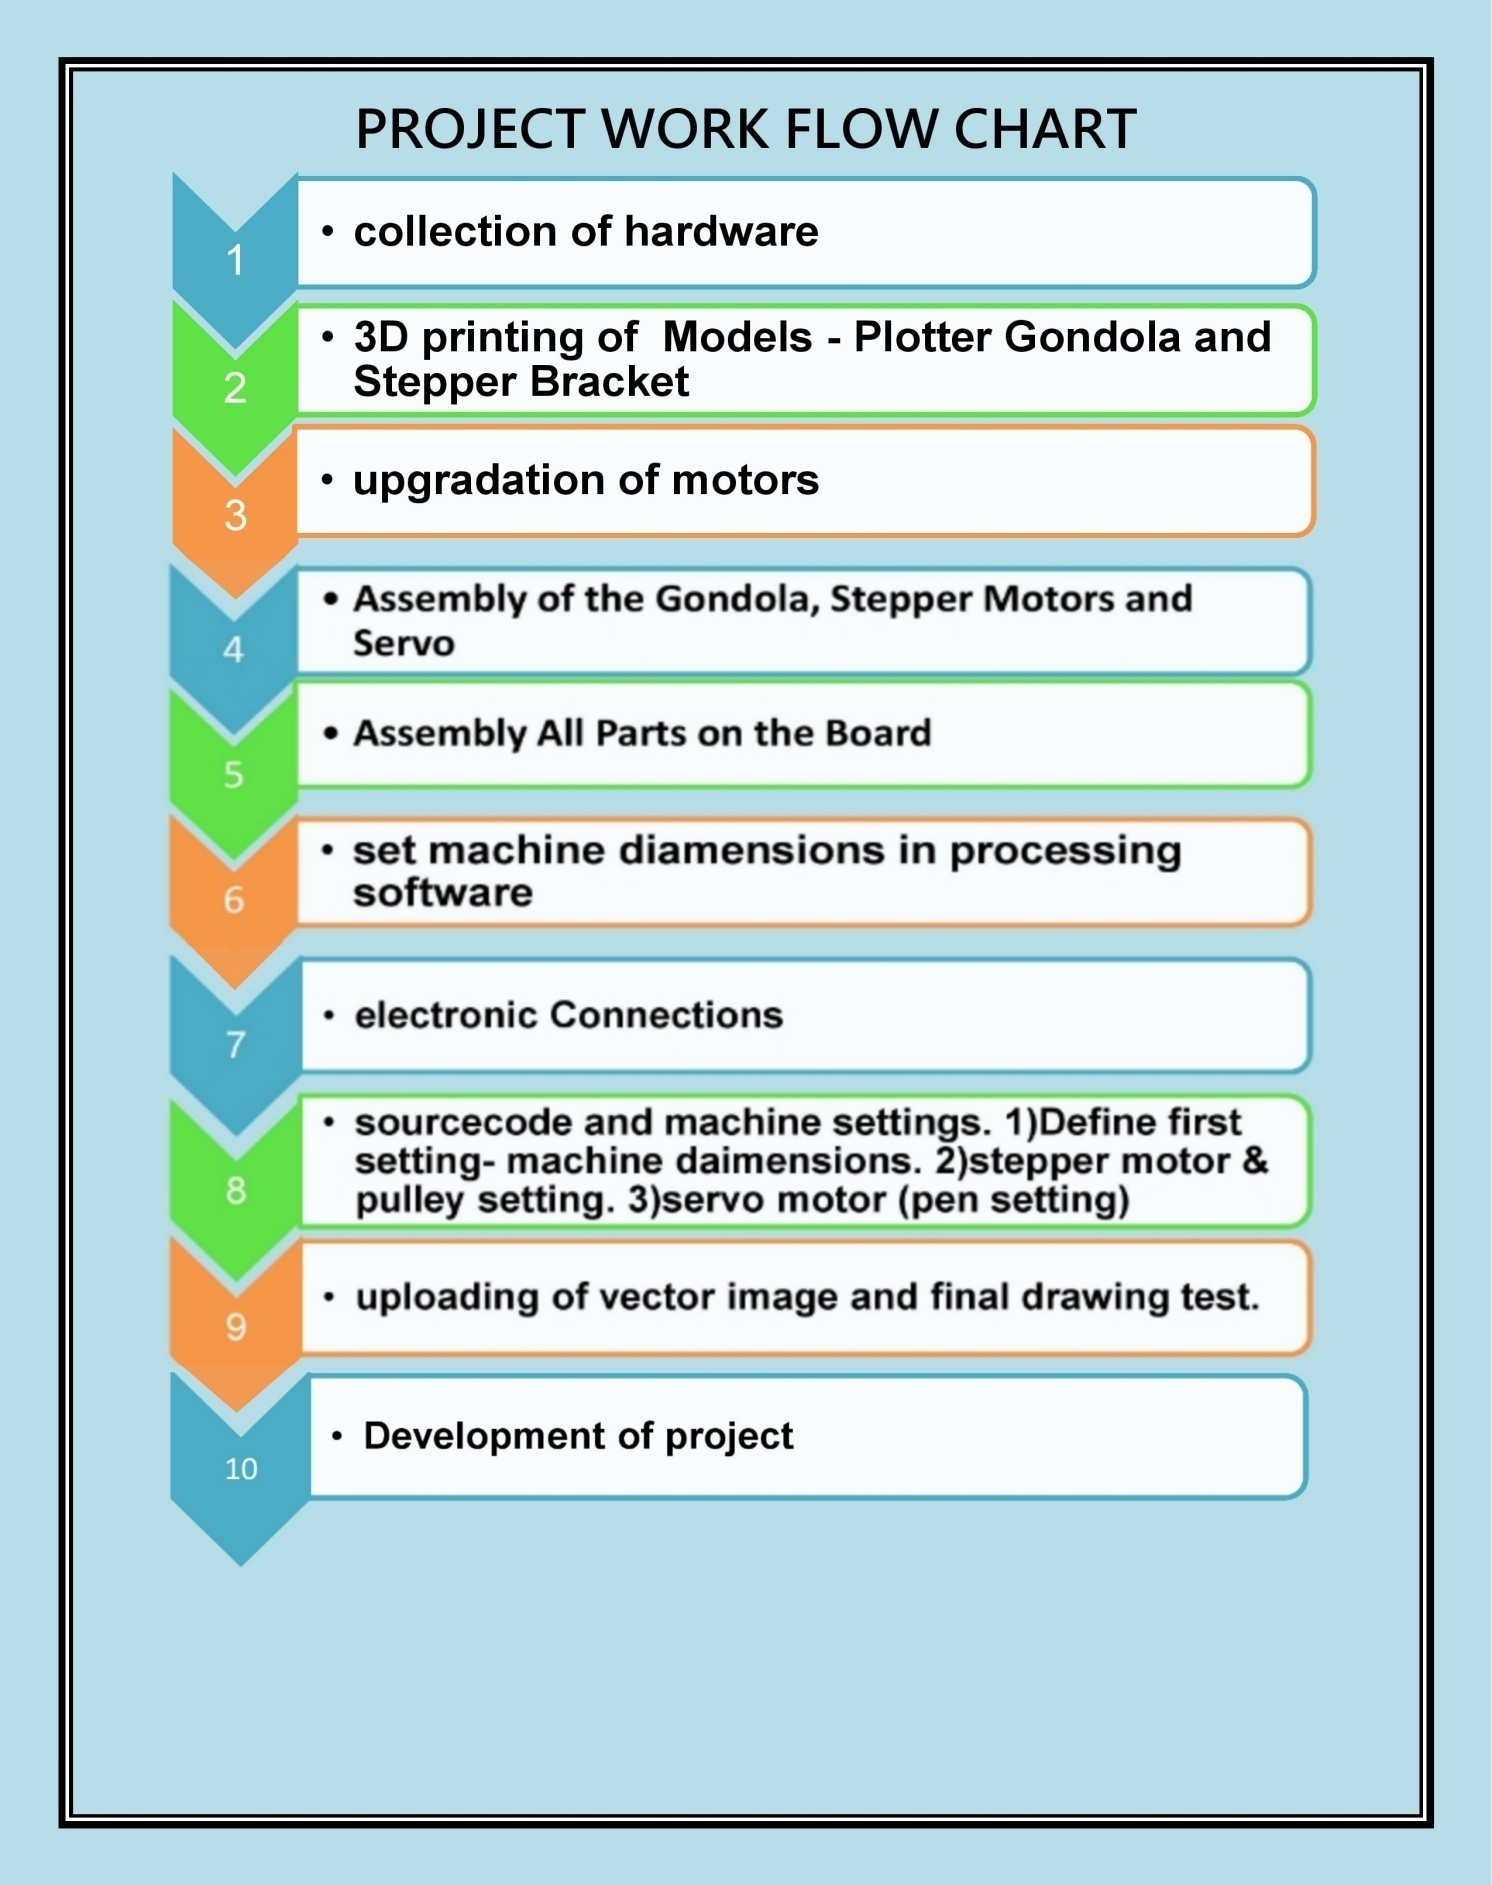 PROJECT WORK FLOW CHART
1
• collection of hardware
2
• 3D printing of  Models - Plotter Gondola and
Stepper Bracket
3
• upgradation of motors
4
• Assembly of the Gondola, Stepper Motors and
Servo
5
• Assembly All Parts on the Board
6
• set machine diamensions in processing
software
7
• electronic Connections
8
• sourcecode and machine settings. 1)Define first
setting- machine daimensions. 2)stepper motor &
pulley setting. 3)servo motor (pen setting)
9
• uploading of vector image and final drawing test.
10
• Development of project